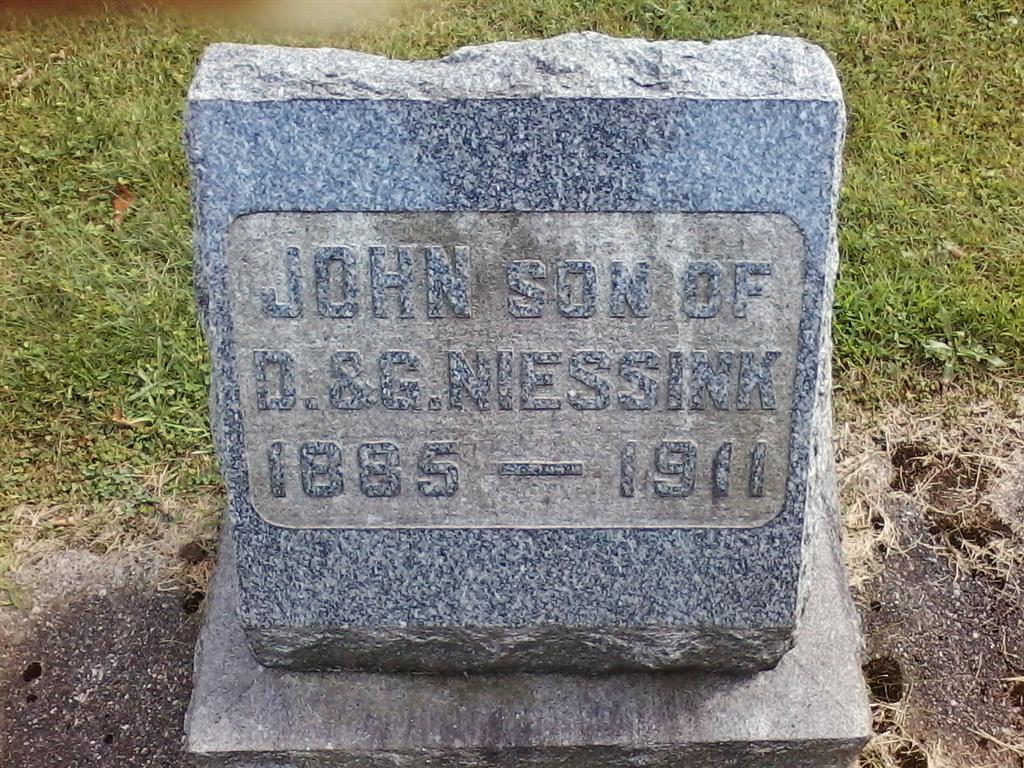 JOHN SON OF
D. & G. NIESSINK
1885 — 1911